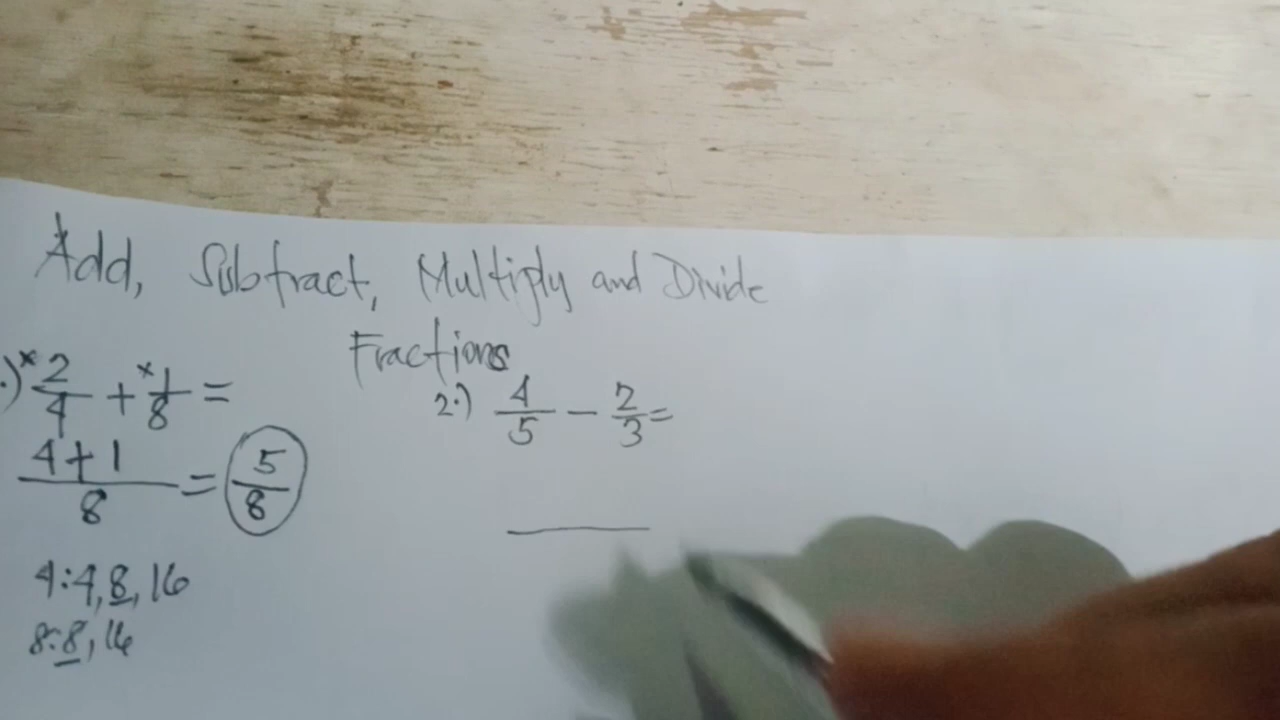 Add, Subtract, Multiply and Divide
Fractions
.) × 2/4 + × 1/8 =
4+1/8 = 5/8
4:4,8,16
8:8,16
2.) 4/5 - 2/3 =